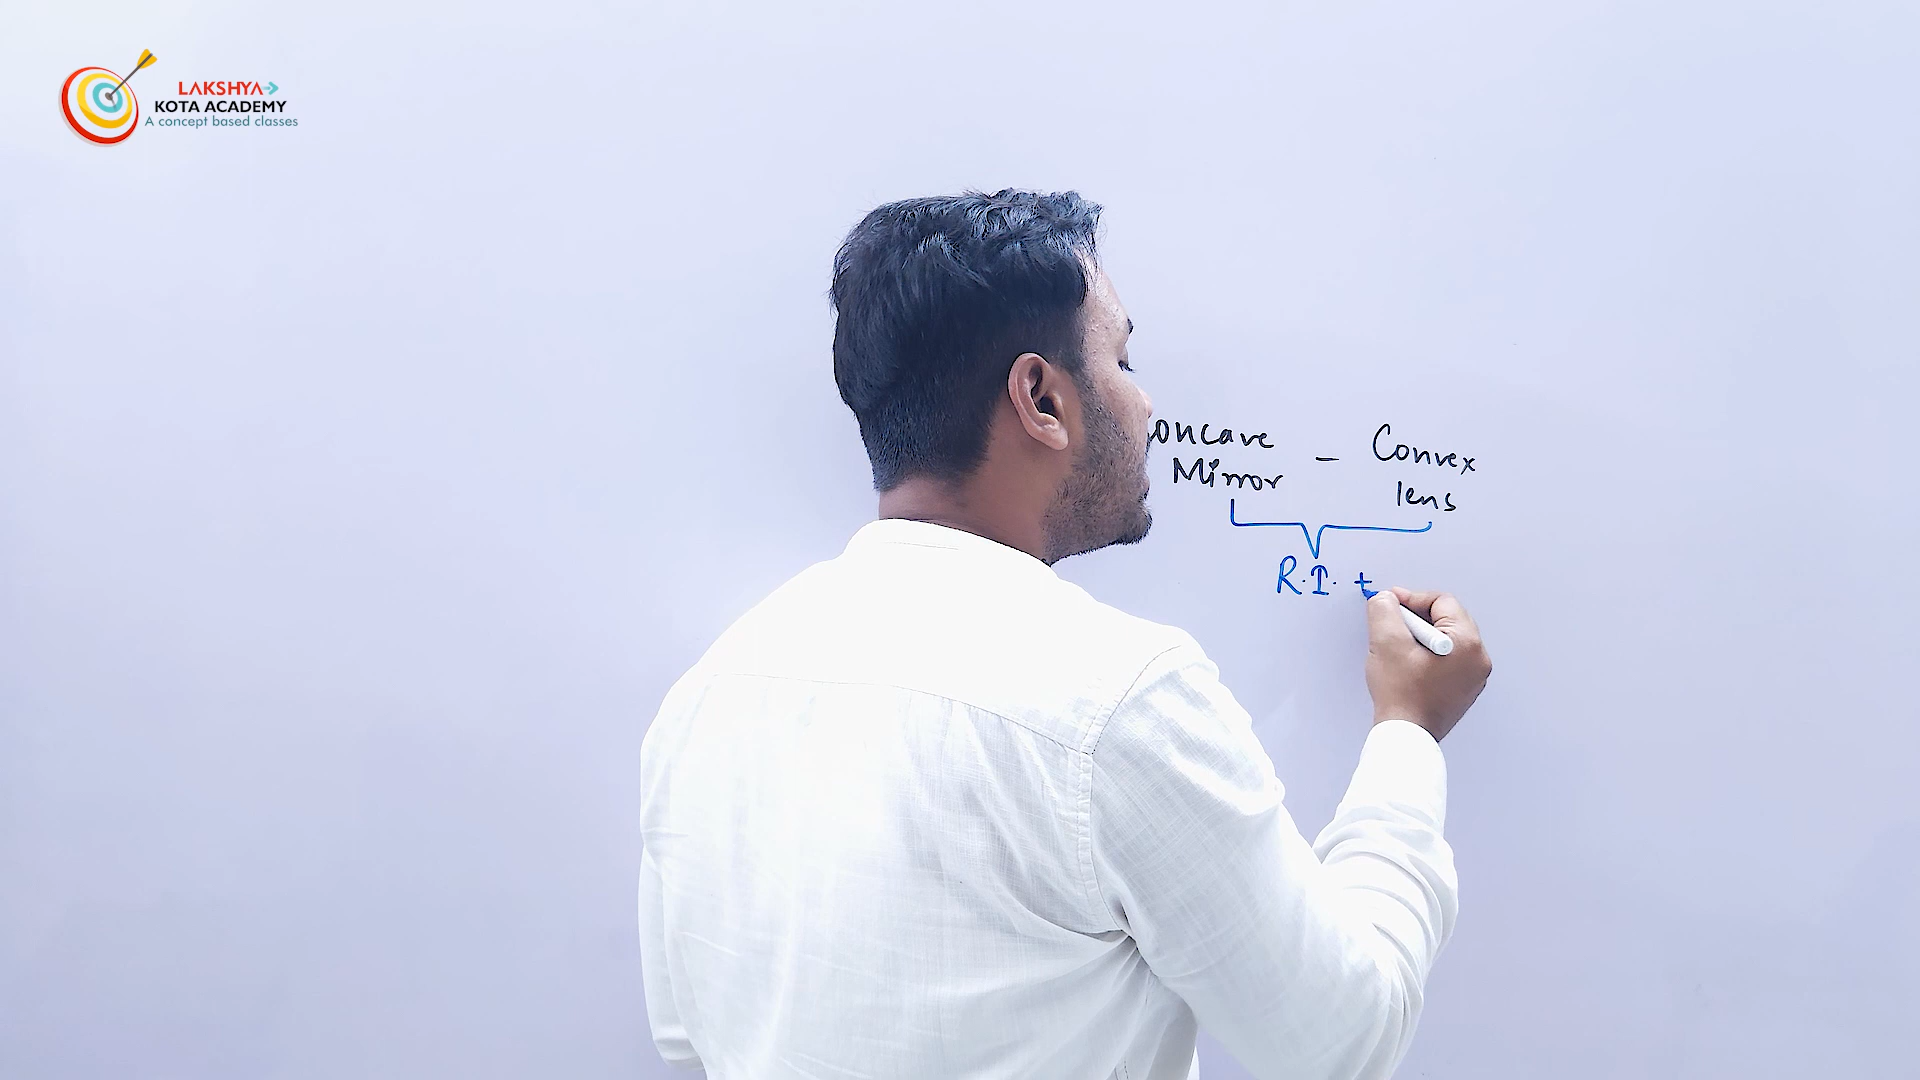 LAKSHYA
KOTA ACADEMY
A concept based classes
oncave
Mirror
-
Convex
lens
R.I. +